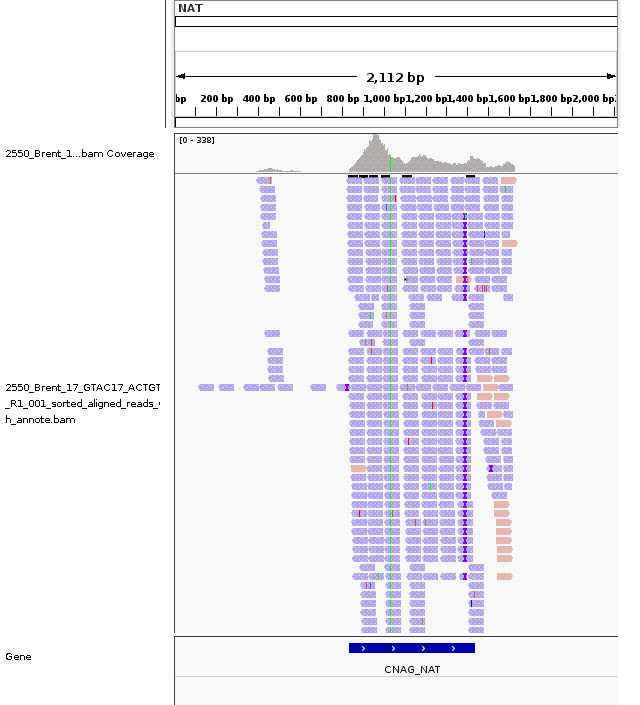 NAT
2,112 bp
bp 200 bp 400 bp 600 bp 800 bp 1,000 bp 1,200 bp 1,400 bp 1,600 bp 1,800 bp 2,000 bp
[0 - 338]
2550_Brent_1...bam Coverage
2550_Brent_17_GTAC17_ACTGT
_R1_001_sorted_aligned_reads_
h_annote.bam
Gene
CNAG_NAT